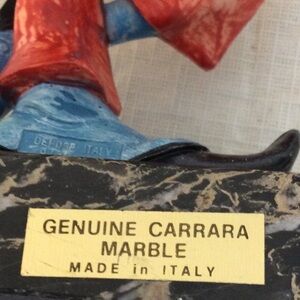 DEPOSE ITALY
GENUINE CARRARA
MARBLE
MADE in ITALY